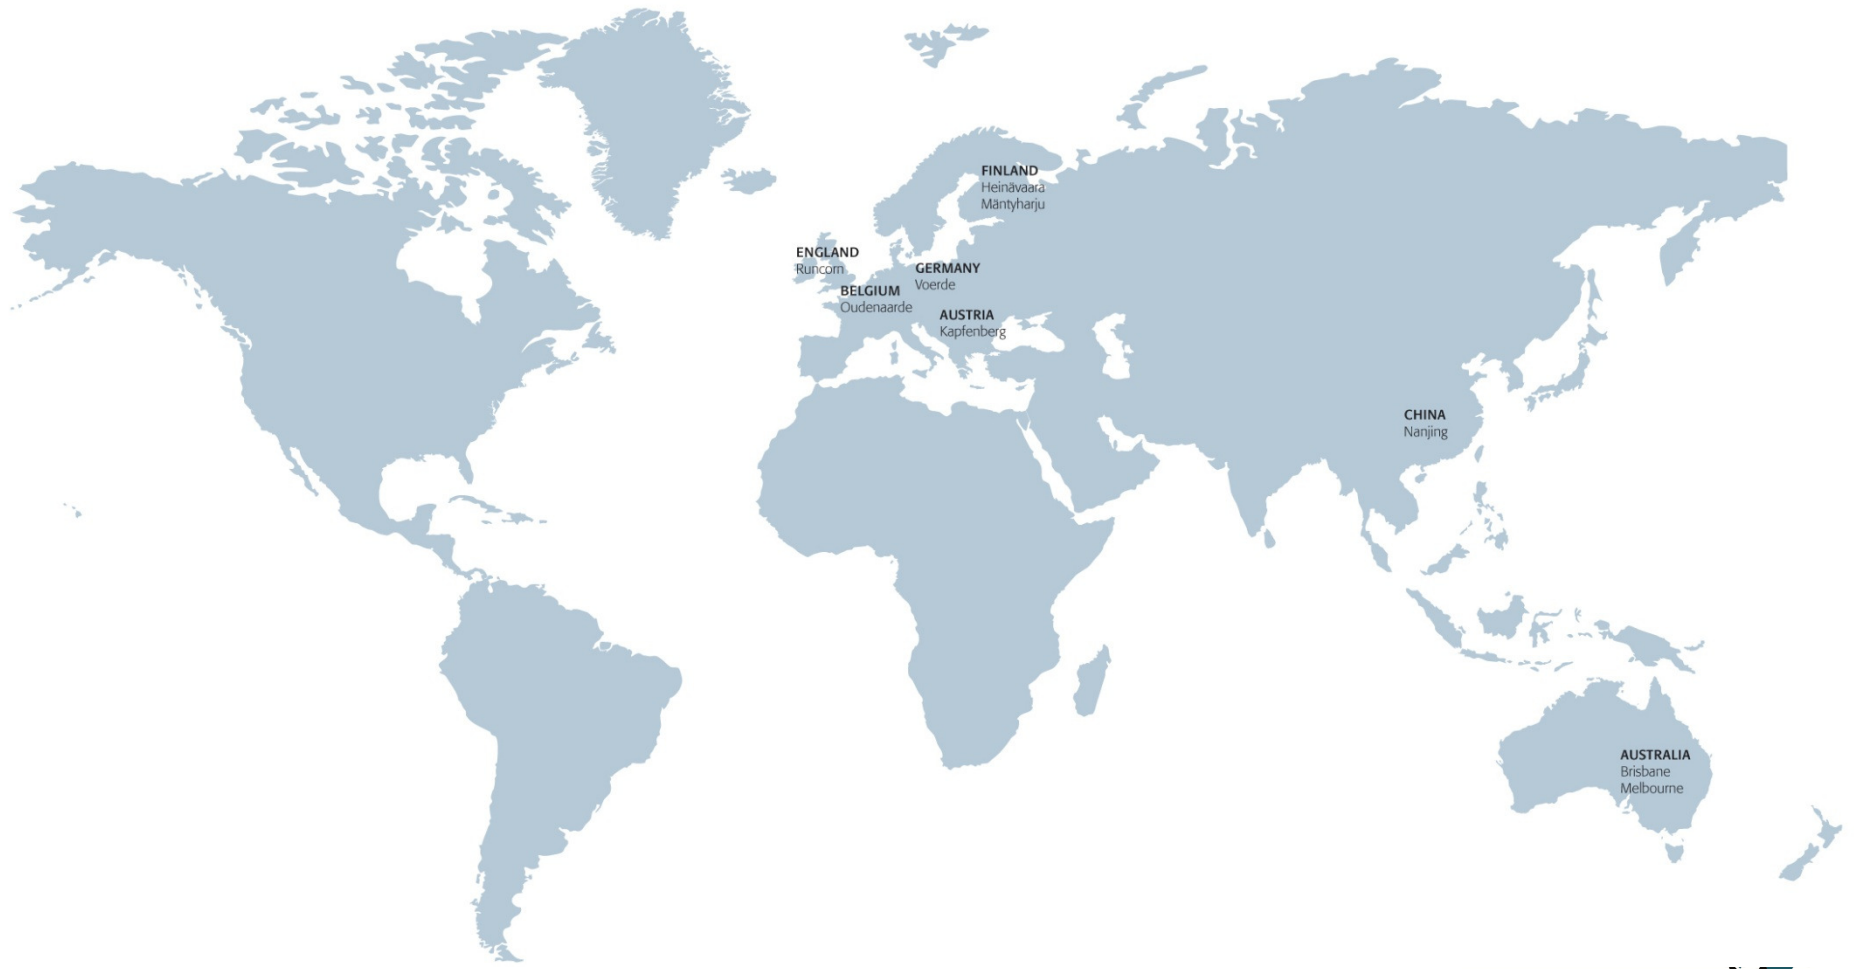 FINLAND
Heinävaara
Mäntyharju
ENGLAND
Runcorn
GERMANY
Voerde
BELGIUM
Oudenaarde
AUSTRIA
Kapfenberg
CHINA
Nanjing
AUSTRALIA
Brisbane
Melbourne